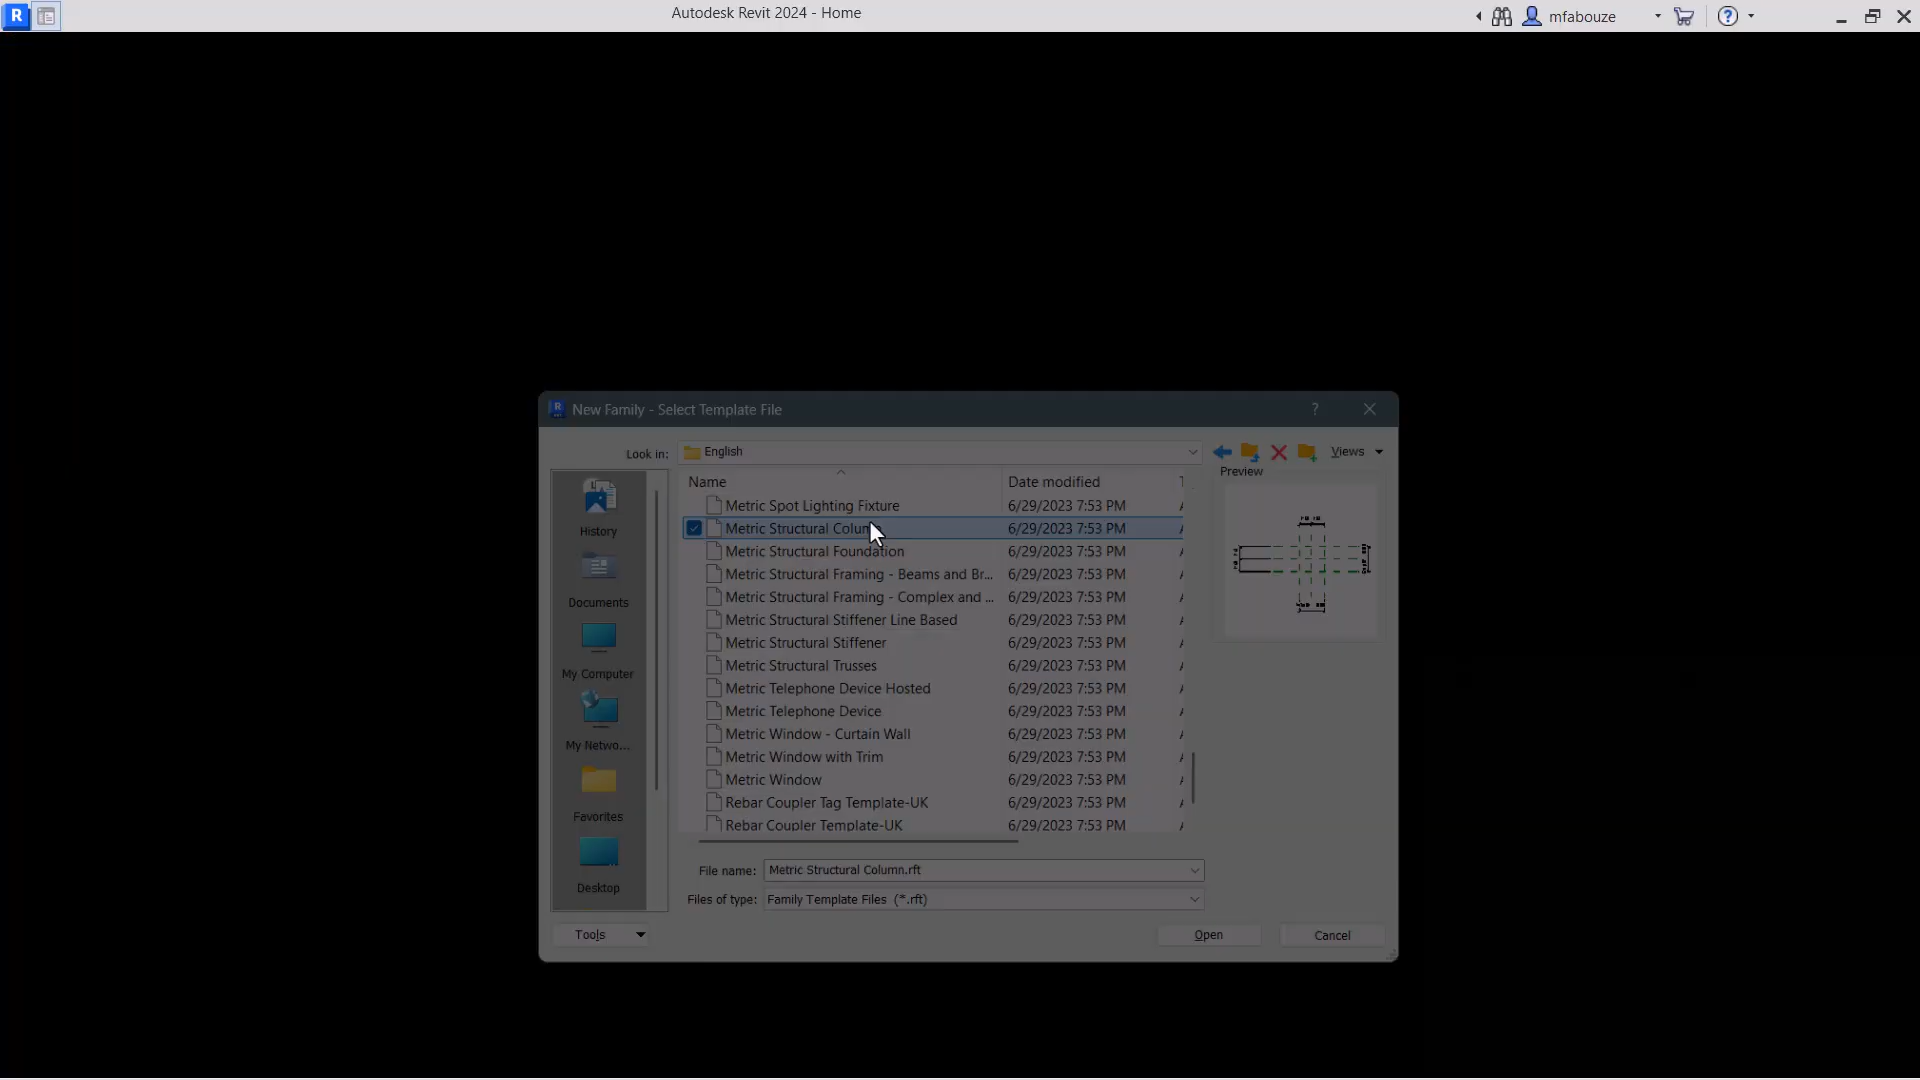 R
Autodesk Revit 2024 - Home
mfabouze
New Family - Select Template File
Look in:
English
Views
Preview
Name
Date modified
Metric Spot Lighting Fixture
6/29/2023 7:53 PM
Metric Structural Column
6/29/2023 7:53 PM
Metric Structural Foundation
6/29/2023 7:53 PM
Metric Structural Framing - Beams and Br...
6/29/2023 7:53 PM
Metric Structural Framing - Complex and ...
6/29/2023 7:53 PM
Metric Structural Stiffener Line Based
6/29/2023 7:53 PM
Metric Structural Stiffener
6/29/2023 7:53 PM
Metric Structural Trusses
6/29/2023 7:53 PM
Metric Telephone Device Hosted
6/29/2023 7:53 PM
Metric Telephone Device
6/29/2023 7:53 PM
Metric Window - Curtain Wall
6/29/2023 7:53 PM
Metric Window with Trim
6/29/2023 7:53 PM
Metric Window
6/29/2023 7:53 PM
Rebar Coupler Tag Template-UK
6/29/2023 7:53 PM
Rebar Coupler Template-UK
6/29/2023 7:53 PM
History
Documents
My Computer
My Netwo...
Favorites
Desktop
File name:
Metric Structural Column.rft
Files of type:
Family Template Files (*.rft)
Tools
Open
Cancel